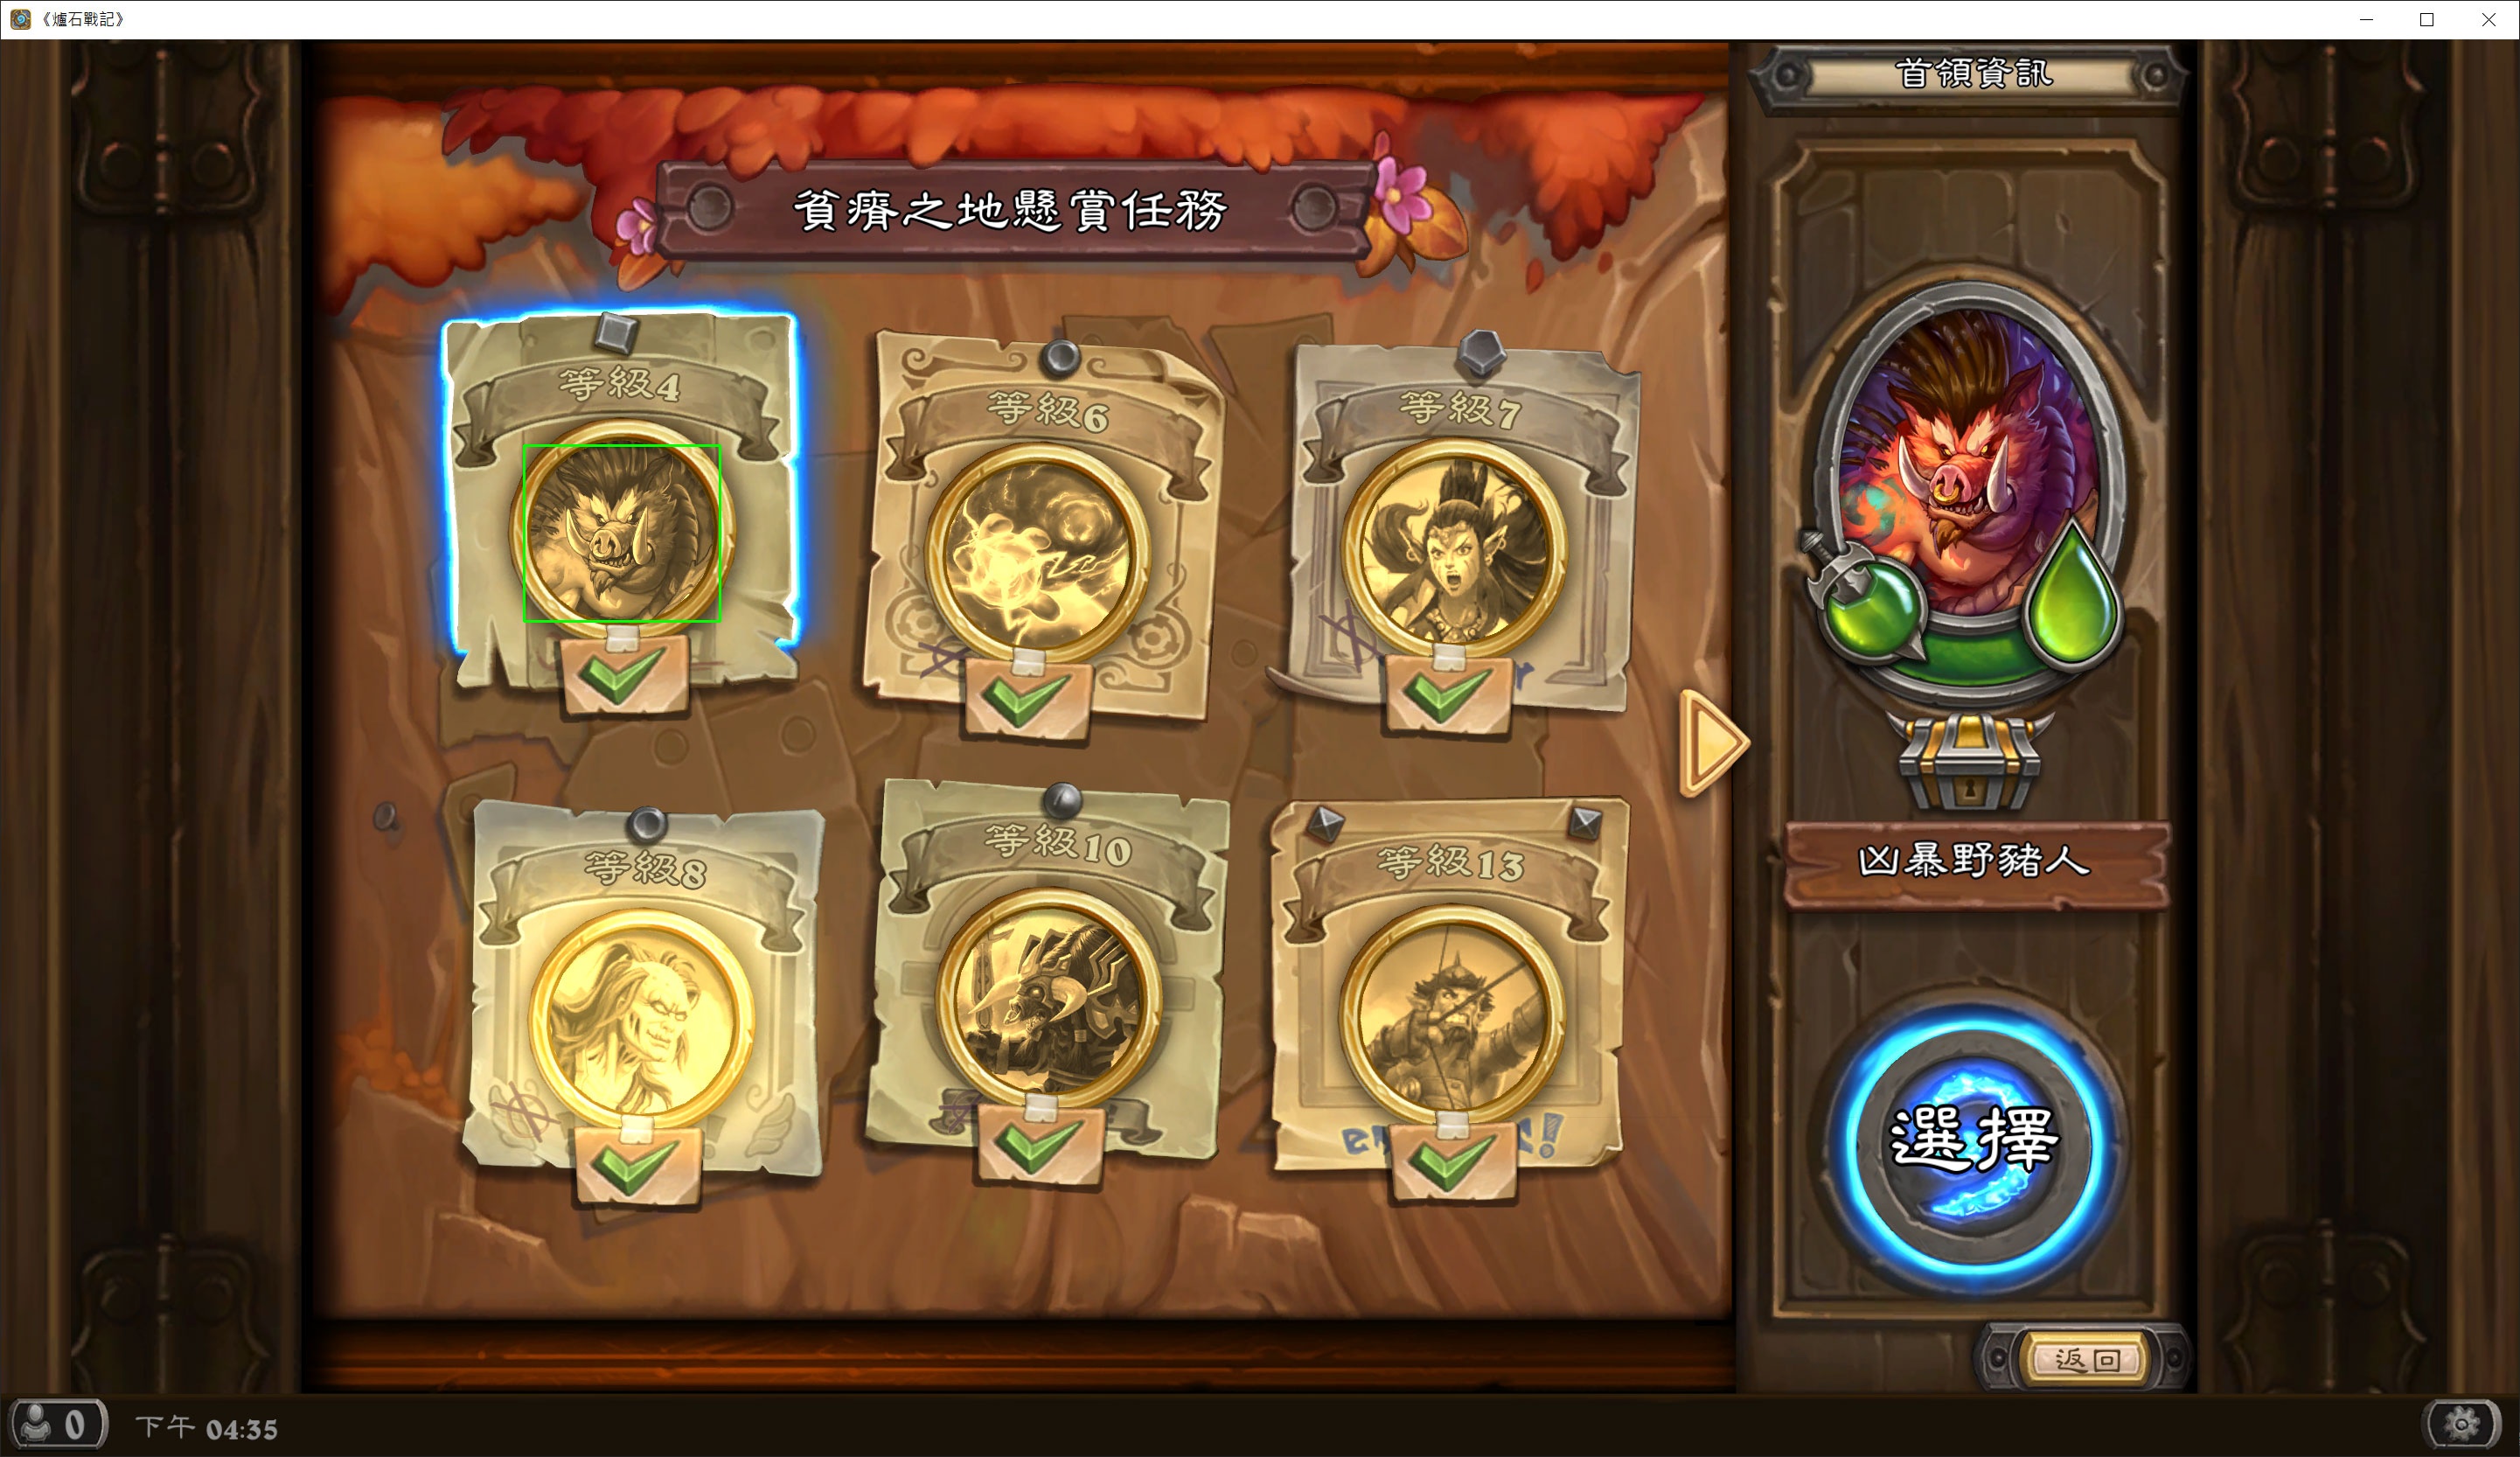 《爐石戰記》
首領資訊
貧瘠之地懸賞任務
等級4
等級6
等級7
等級8
等級10
等級13
凶暴野豬人
選擇
返回
0
下午 04:35